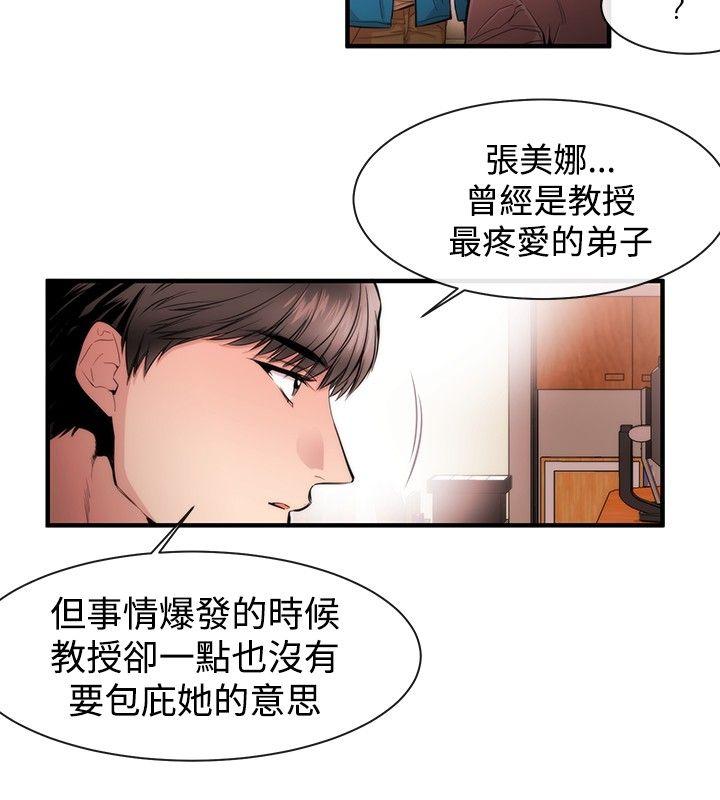 ?
張美娜...
曾經是教授
最疼愛的弟子
但事情爆發的時候
教授卻一點也沒有
要包庇她的意思